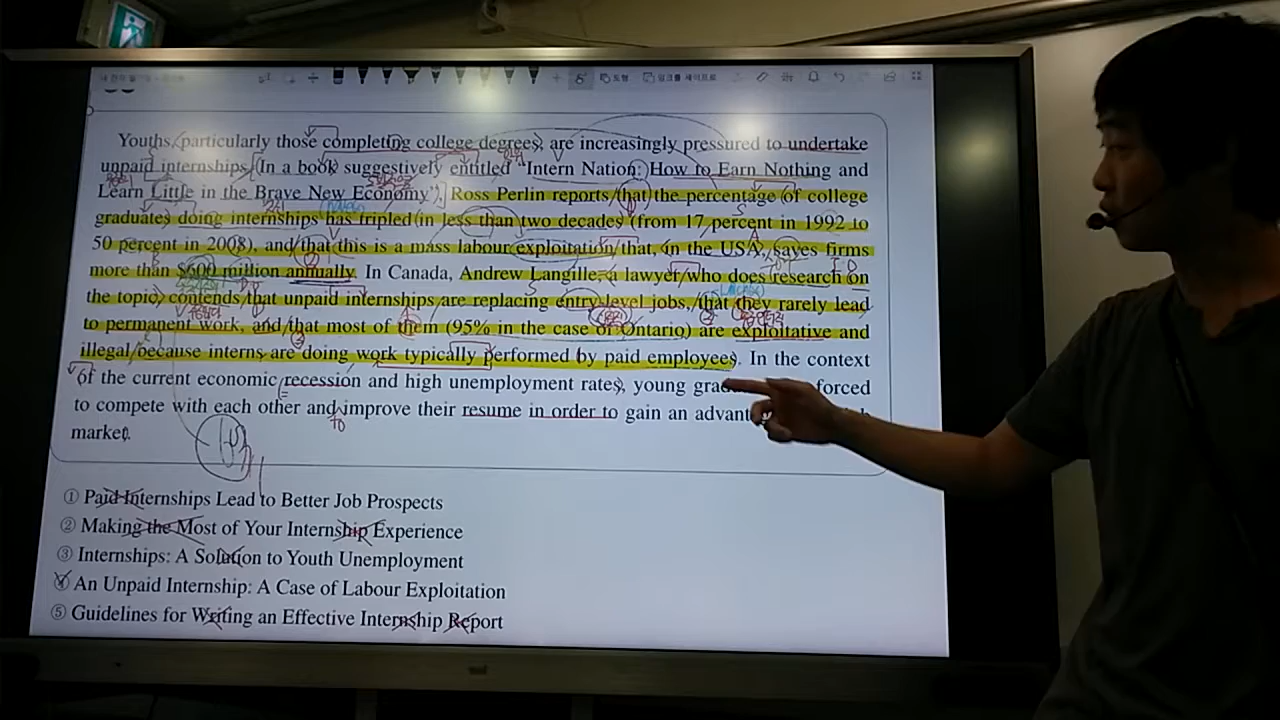 Youths, particularly those completing college degrees, are increasingly pressured to undertake
unpaid internships. In a book suggestively entitled "Intern Nation: How to Earn Nothing and
Learn Little in the Brave New Economy", Ross Perlin reports that the percentage of college
graduates doing internships has tripled in less than two decades (from 17 percent in 1992 to
50 percent in 2008), and that this is a mass labour exploitation that, in the USA, saves firms
more than $600 million annually. In Canada, Andrew Langille, a lawyer who does research on
the topic, contends that unpaid internships are replacing entry-level jobs, that they rarely lead
to permanent work, and that most of them (95% in the case of Ontario) are exploitative and
illegal because interns are doing work typically performed by paid employees. In the context
of the current economic recession and high unemployment rates, young forced
to compete with each other and improve their resume in order to gain an
to
market.
① Paid Internships Lead to Better Job Prospects
② Making the Most of Your Internship Experience
③ Internships: A Solution to Youth Unemployment
④ An Unpaid Internship: A Case of Labour Exploitation
⑤ Guidelines for Writing an Effective Internship Report